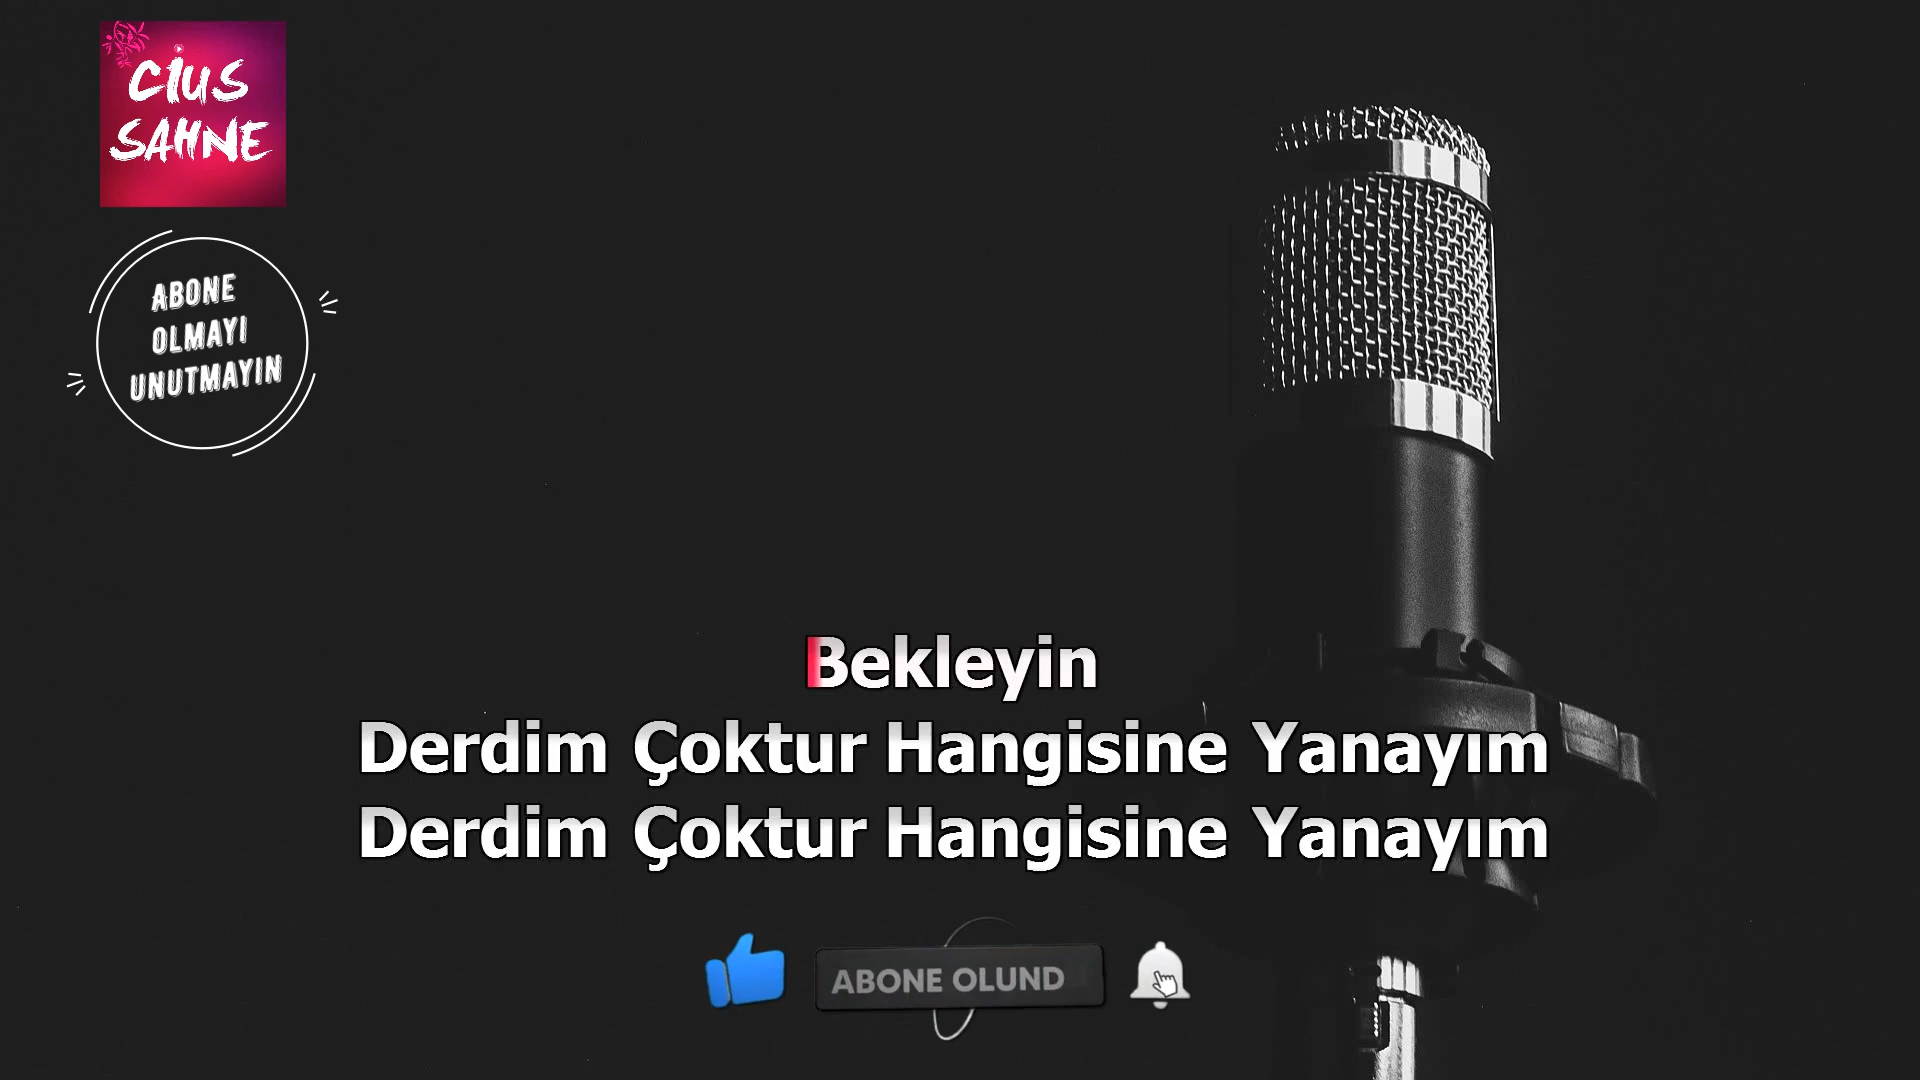 CİUS
SAHNE
ABONE
OLMAYI
UNUTMAYIN
Bekleyin
Derdim Çoktur Hangisine Yanayım
Derdim Çoktur Hangisine Yanayım
ABONE OLUND